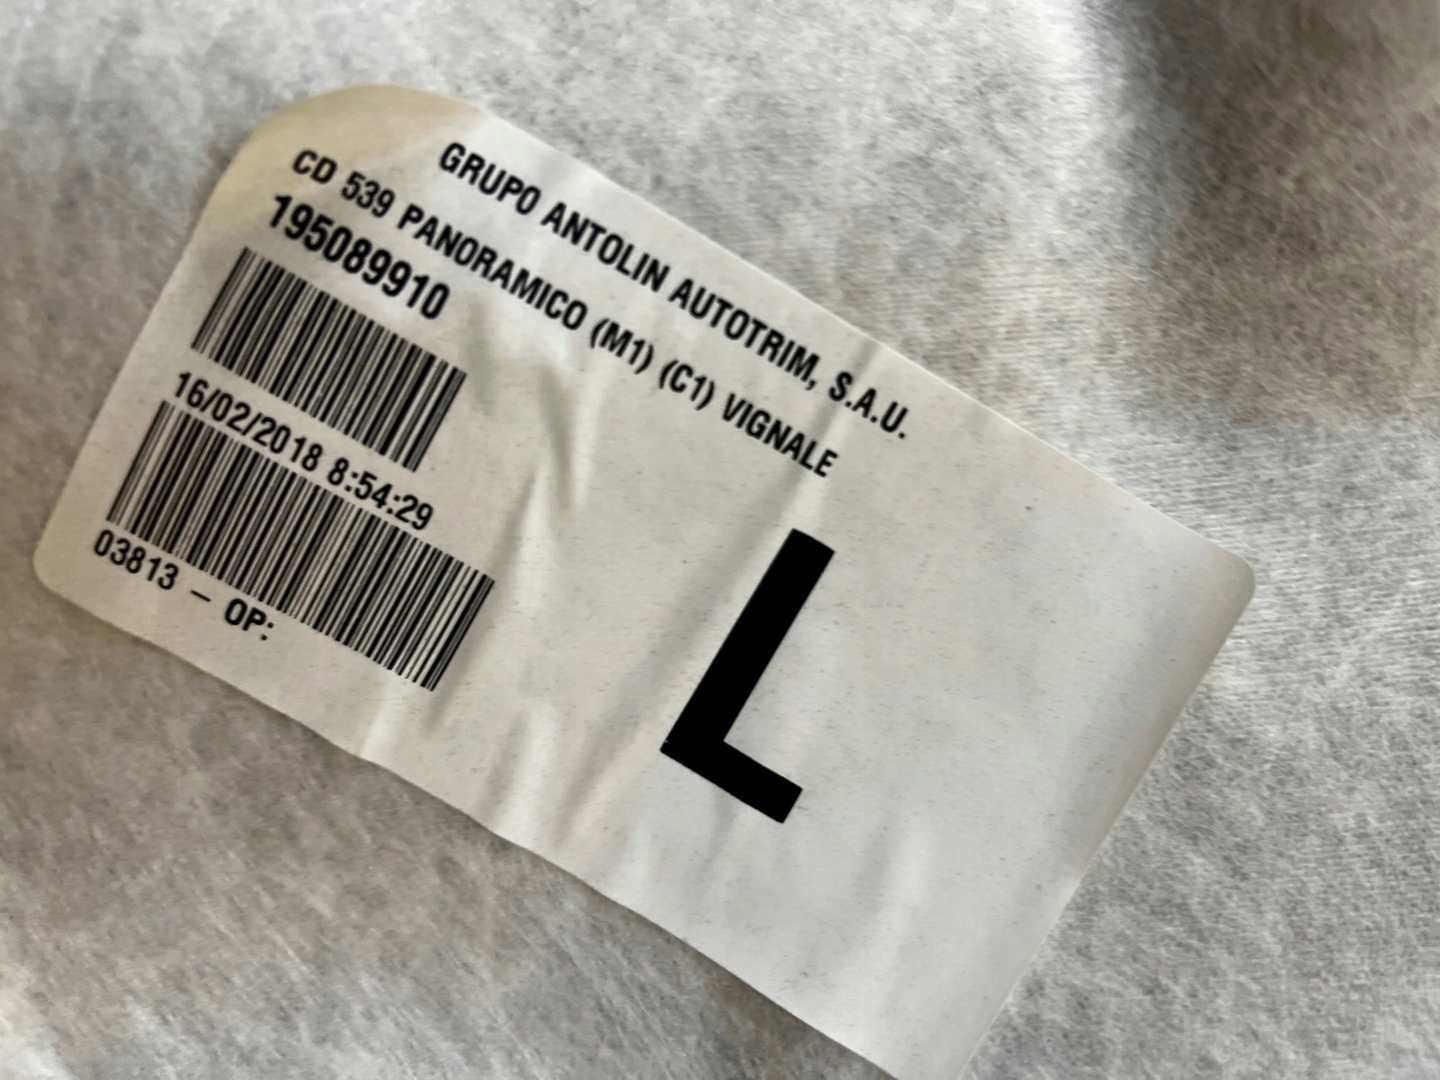 GRUPO ANTOLIN AUTOTRIM, S.A.U.
CD 539 PANORAMICO (M1) (C1) VIGNALE
195089910
16/02/2018 8:54:29
03813 – OP:
L